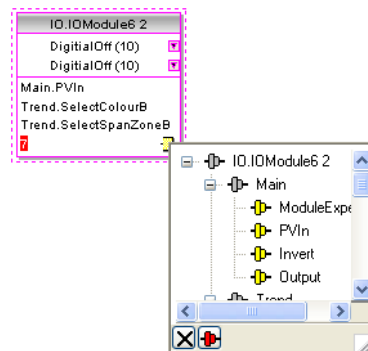 IO.IOModule6 2
DigitialOff (10)
DigitialOff (10)
Main.PVIn
Trend.SelectColourB
Trend.SelectSpanZoneB
7
IO.IOModule6 2
Main
ModuleExpe
PVIn
Invert
Output
Trend